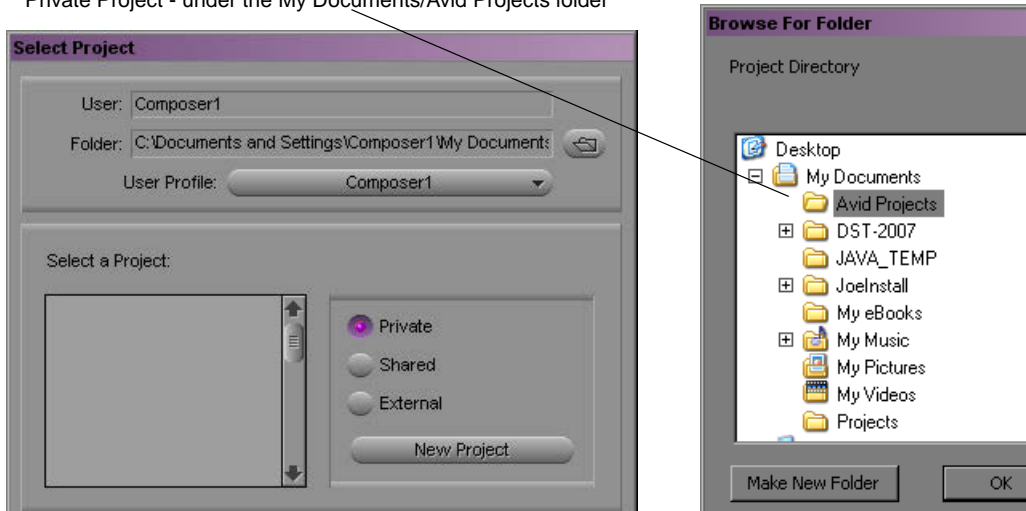 Private Project - under the My Documents/Avid Projects folder
Select Project
User: Composer1
Folder: C:\Documents and Settings\Composer1\My Documents
User Profile: Composer1
Select a Project:
Private
Shared
External
New Project
Browse For Folder
Project Directory
Desktop
My Documents
Avid Projects
DST-2007
JAVA_TEMP
JoeInstall
My eBooks
My Music
My Pictures
My Videos
Projects
Make New Folder
OK